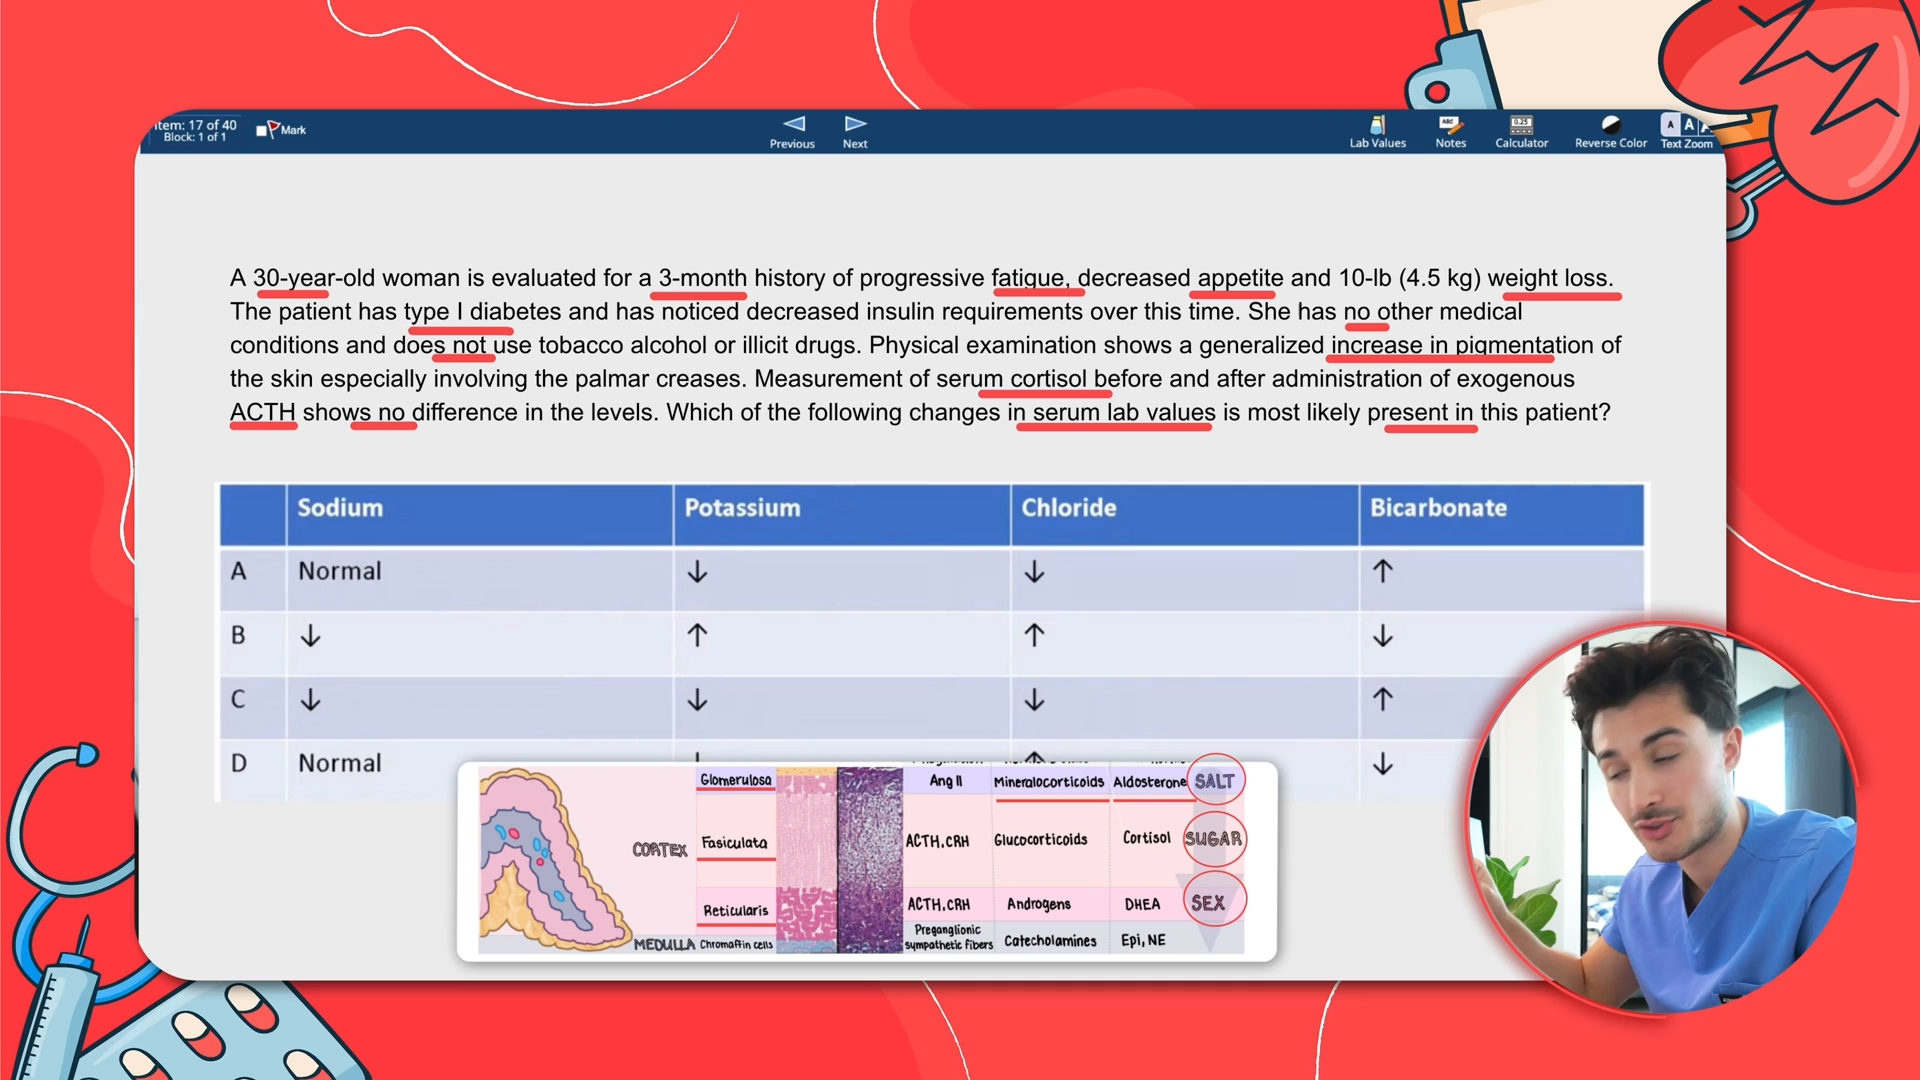 Item: 17 of 40
Block: 1 of 1
Mark
Previous
Next
Lab Values
Notes
Calculator
Reverse Color
Text Zoom
A 30-year-old woman is evaluated for a 3-month history of progressive fatigue, decreased appetite and 10-lb (4.5 kg) weight loss.
The patient has type I diabetes and has noticed decreased insulin requirements over this time. She has no other medical
conditions and does not use tobacco alcohol or illicit drugs. Physical examination shows a generalized increase in pigmentation of
the skin especially involving the palmar creases. Measurement of serum cortisol before and after administration of exogenous
ACTH shows no difference in the levels. Which of the following changes in serum lab values is most likely present in this patient?
Sodium Potassium Chloride Bicarbonate
A Normal ↓ ↓ ↑
B ↓ ↑ ↑ ↓
C ↓ ↓ ↓ ↑
D Normal ↑ ↓
Glomerulosa Ang II Mineralocorticoids Aldosterone SALT
CORTEX Fasiculata ACTH, CRH Glucocorticoids Cortisol SUGAR
Reticularis ACTH, CRH Androgens DHEA SEX
MEDULLA Chromaffin cells Preganglionic sympathetic fibers Catecholamines Epi, NE